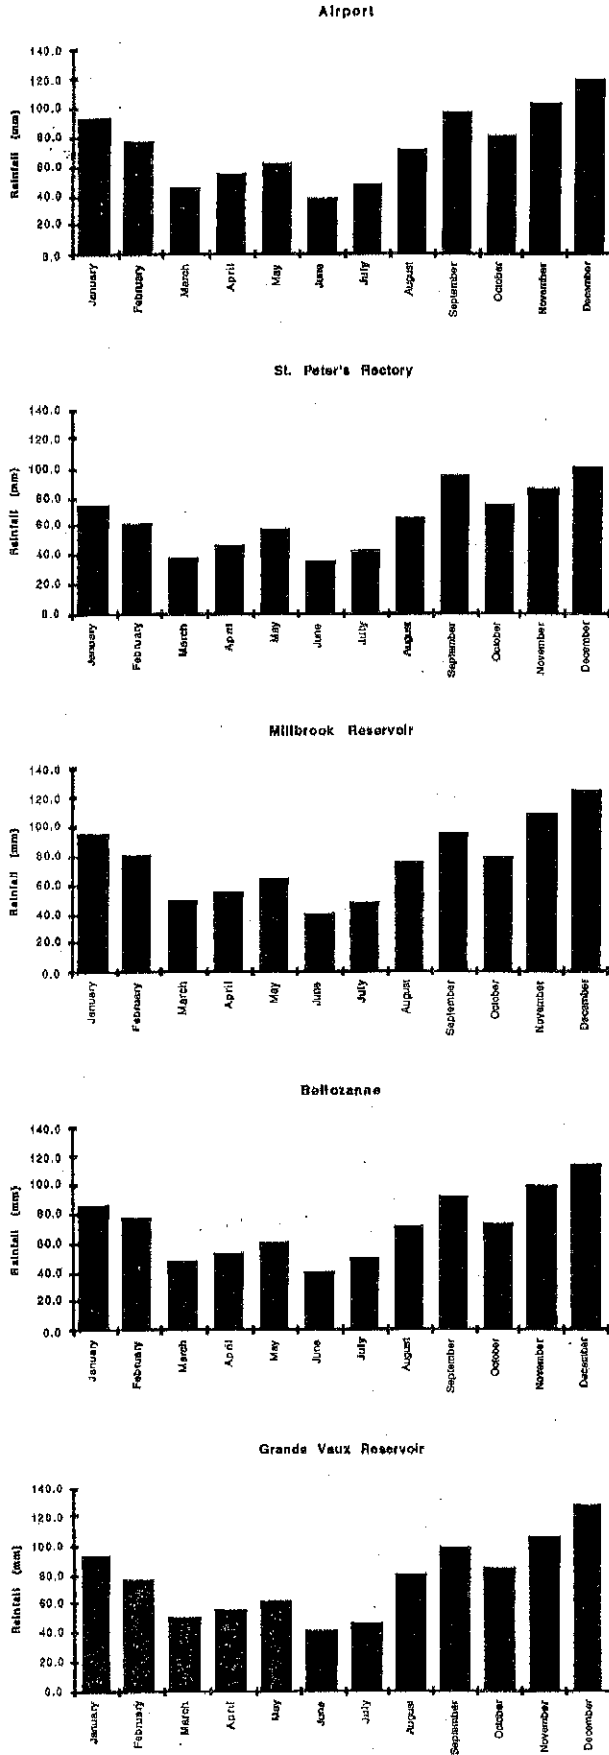 Airport
140.0
120.0
100.0
80.0
60.0
40.0
20.0
0.0
Rainfall (mm)
January
February
March
April
May
June
July
August
September
October
November
December
St. Peter's Rectory
140.0
120.0
100.0
80.0
60.0
40.0
20.0
0.0
Rainfall (mm)
January
February
March
April
May
June
July
August
September
October
November
December
Millbrook Reservoir
140.0
120.0
100.0
80.0
60.0
40.0
20.0
0.0
Rainfall (mm)
January
February
March
April
May
June
July
August
September
October
November
December
Bellozanne
140.0
120.0
100.0
80.0
60.0
40.0
20.0
0.0
Rainfall (mm)
January
February
March
April
May
June
July
August
September
October
November
December
Grands Vaux Reservoir
140.0
120.0
100.0
80.0
60.0
40.0
20.0
0.0
Rainfall (mm)
January
February
March
April
May
June
July
August
September
October
November
December